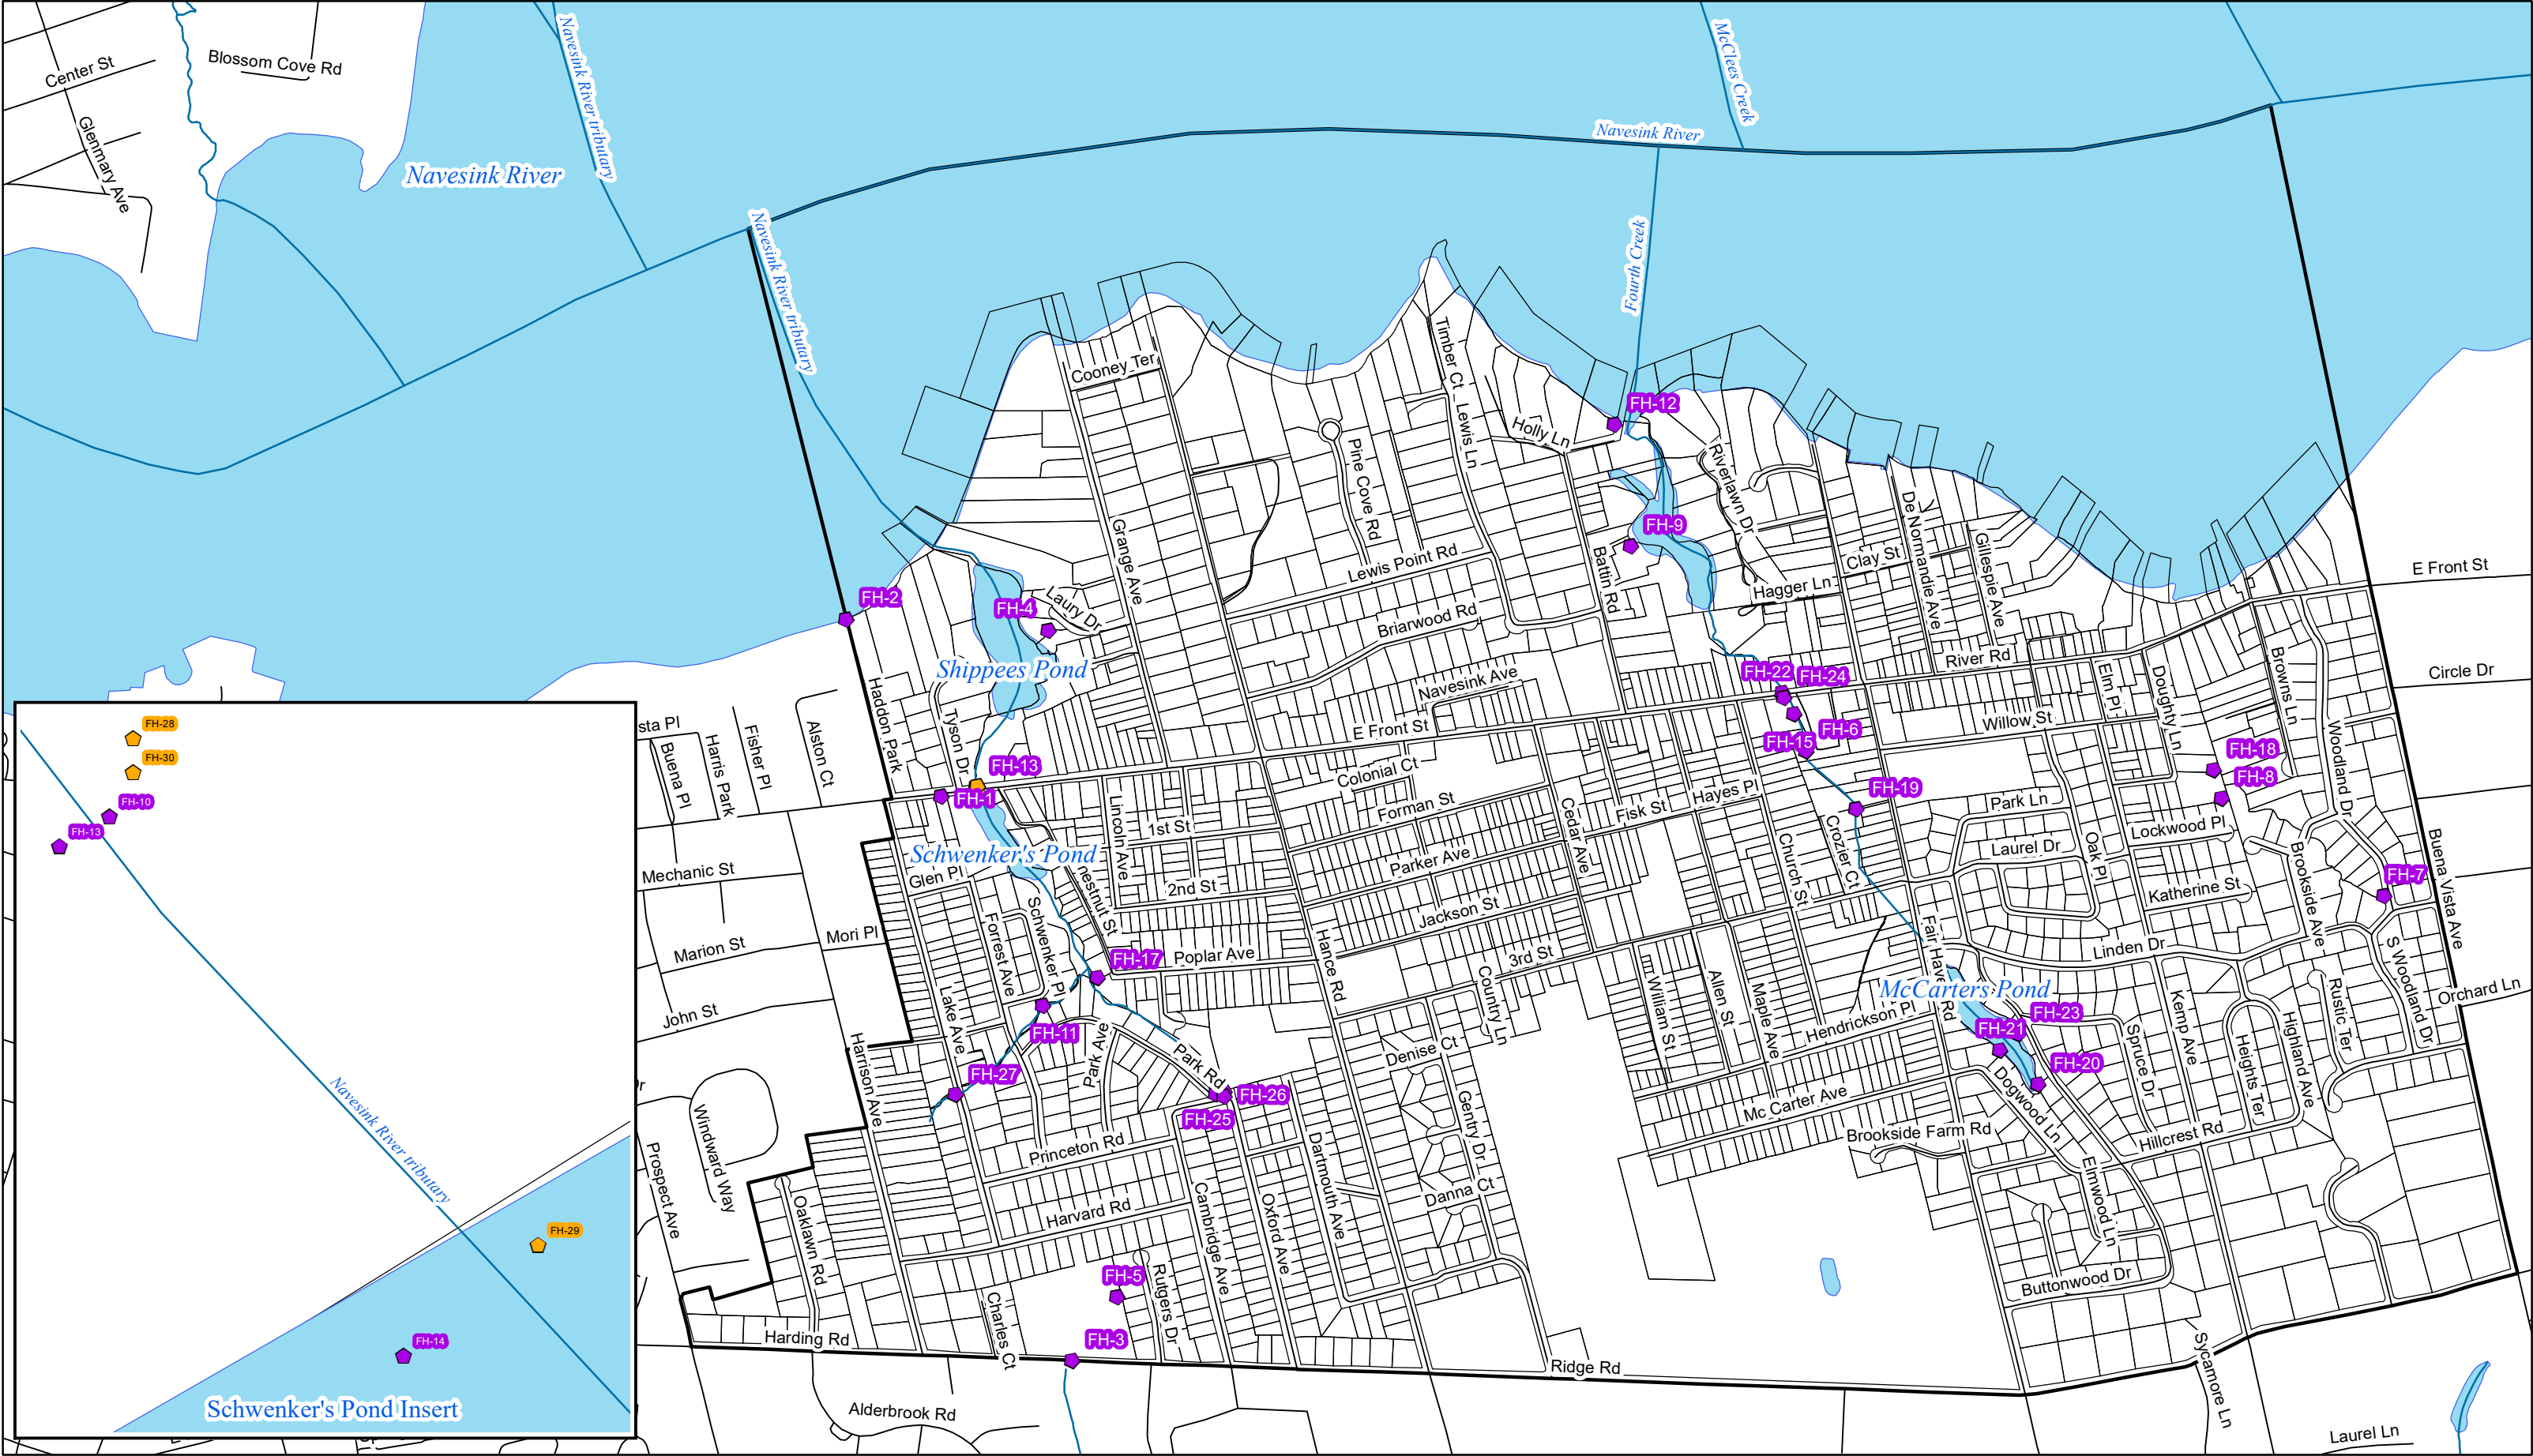 Center St
Blossom Cove Rd
Glenmary Ave
Navesink River
Navesink River tributary
McClees Creek
Navesink River
Navesink River tributary
Fourth Creek
Cooney Ter
Timber Ct
Lewis Ln
Holly Ln
FH-12
Riverlawn Dr
Pine Cove Rd
Grange Ave
De Normandie Ave
Gillespie Ave
FH-9
Battin Rd
Lewis Point Rd
Clay St
Hagger Ln
E Front St
FH-2
FH-4
Laury Dr
Briarwood Rd
Shippees Pond
Navesink Ave
FH-22
FH-24
River Rd
Elm Pl
Doughty Ln
Browns Ln
Circle Dr
Haddon Park
Tyson Dr
E Front St
FH-6
FH-15
Willow St
Woodland Dr
FH-18
FH-8
sta Pl
Buena Pl
Harris Park
Fisher Pl
Alston Ct
FH-13
FH-1
Colonial Ct
Forman St
Lincoln Ave
1st St
Cedar Ave
Fisk St
Hayes Pl
FH-19
Park Ln
Lockwood Pl
Laurel Dr
Oak Pl
Buena Vista Ave
Schwenker's Pond
Glen Pl
Mechanic St
2nd St
Parker Ave
Jackson St
Church St
Crozier Ct
Katherine St
Brookside Ave
FH-7
hestnut St
Schwenker Pl
Forrest Ave
Marion St
Mori Pl
FH-17
Poplar Ave
Hance Rd
3rd St
Country Ln
William St
Allen St
Maple Ave
Fair Have
Rd
Linden Dr
S Woodland Dr
Orchard Ln
McCarters Pond
FH-23
FH-21
FH-20
Kemp Ave
Rustic Ter
Highland Ave
Heights Ter
Spruce Dr
John St
Lake Ave
FH-11
Harrison Ave
FH-27
Park Ave
Park Rd
FH-26
FH-25
Denise Ct
Gentry Dr
Hendrickson Pl
Mc Carter Ave
Dogwood Ln
Brookside Farm Rd
Hillcrest Rd
Windward Way
Prospect Ave
Princeton Rd
Dartmouth Ave
Danna Ct
Elmwood Ln
Oaklawn Rd
Harvard Rd
Cambridge Ave
Oxford Ave
Buttonwood Dr
FH-5
Rutgers Dr
Charles Ct
FH-3
Harding Rd
Ridge Rd
Sycamore Ln
Alderbrook Rd
Laurel Ln
FH-28
FH-30
FH-10
FH-13
Navesink River tributary
FH-29
FH-14
Schwenker's Pond Insert